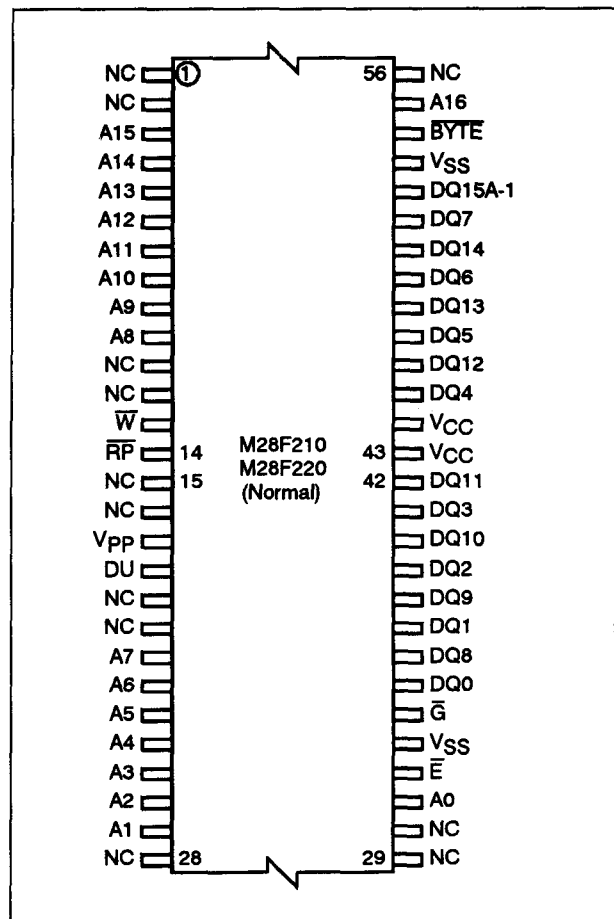 NC 1 56 NC
NC A16
A15 B̅Y̅T̅E̅
A14 VSS
A13 DQ15A-1
A12 DQ7
A11 DQ14
A10 DQ6
A9 DQ13
A8 DQ5
NC DQ12
NC DQ4
W̅ VCC
R̅P̅ 14 M28F210 43 VCC
NC 15 M28F220 42 DQ11
NC (Normal) DQ3
VPP DQ10
DU DQ2
NC DQ9
NC DQ1
A7 DQ8
A6 DQ0
A5 G̅
A4 VSS
A3 E̅
A2 A0
A1 NC
NC 28 29 NC